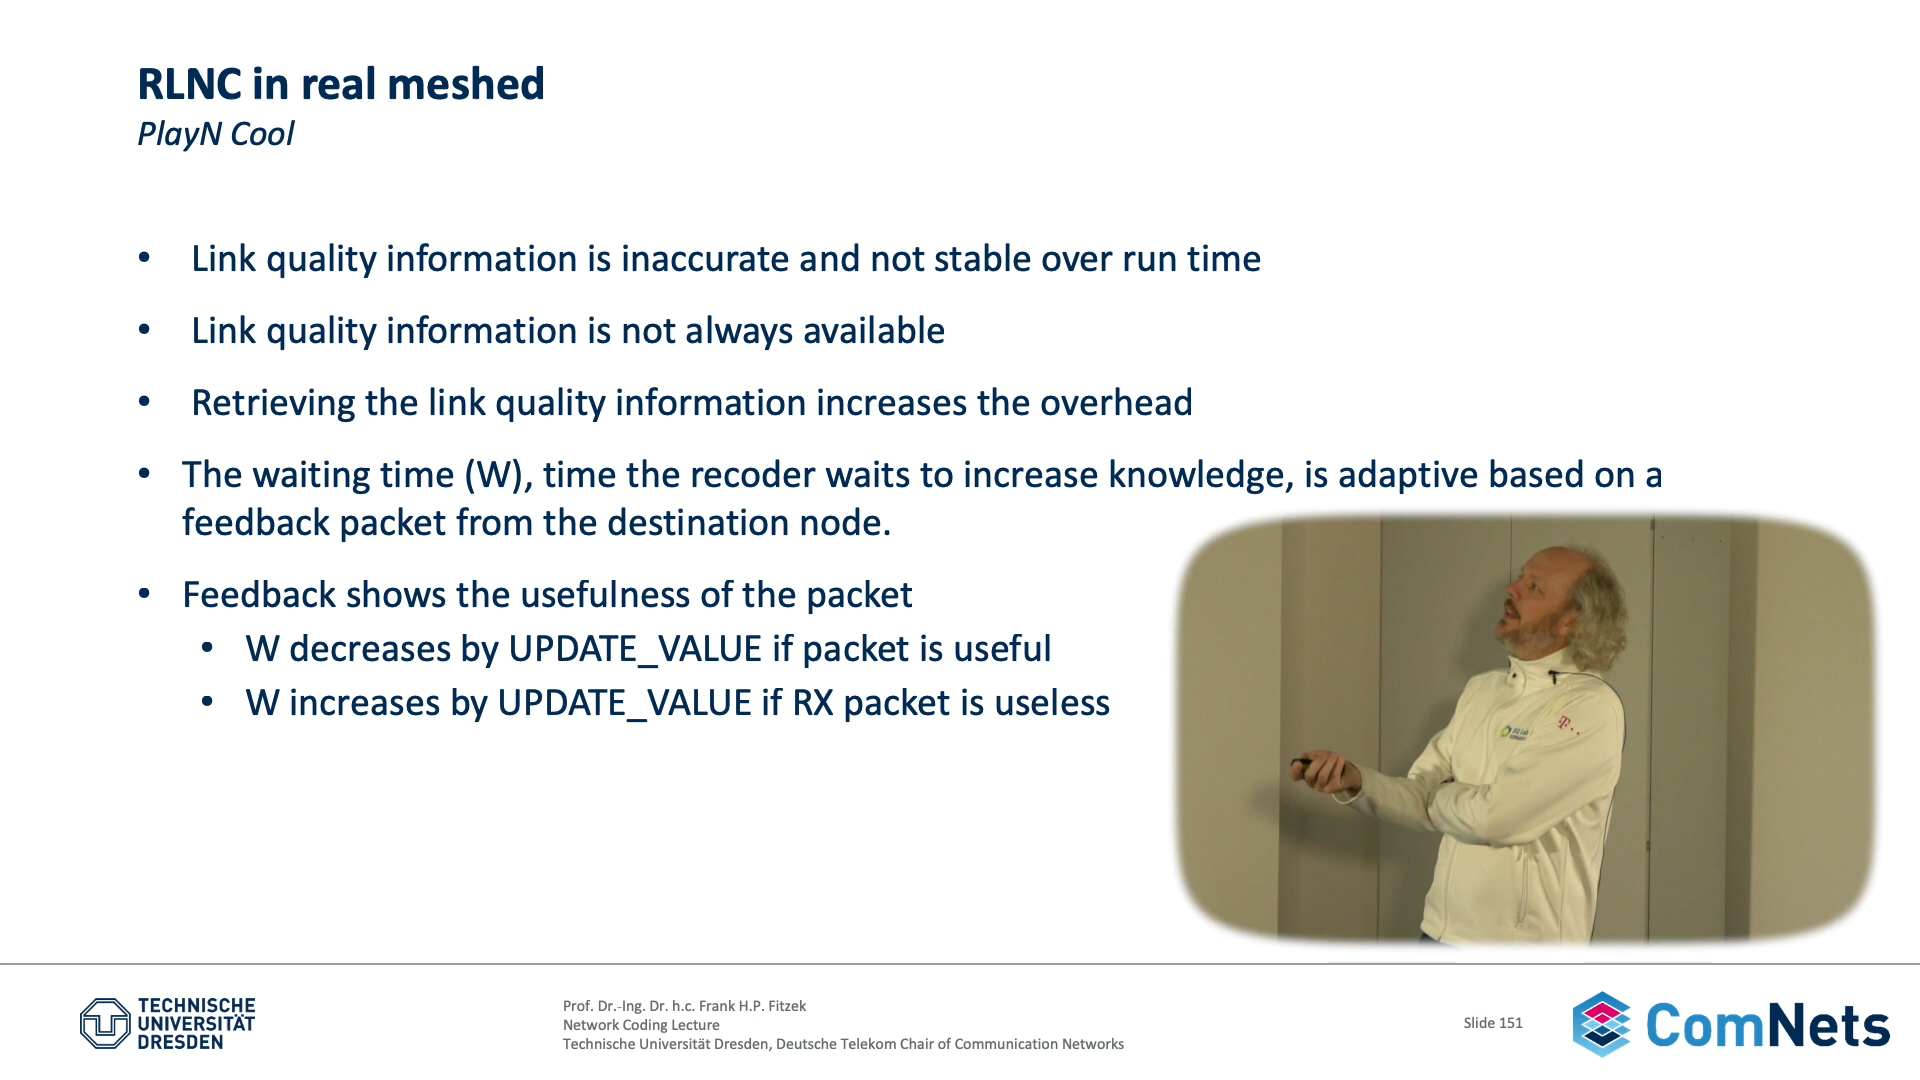 RLNC in real meshed
PlayN Cool
• Link quality information is inaccurate and not stable over run time
• Link quality information is not always available
• Retrieving the link quality information increases the overhead
• The waiting time (W), time the recoder waits to increase knowledge, is adaptive based on a
feedback packet from the destination node.
• Feedback shows the usefulness of the packet
• W decreases by UPDATE_VALUE if packet is useful
• W increases by UPDATE_VALUE if RX packet is useless
T
TECHNISCHE
UNIVERSITÄT
DRESDEN
Prof. Dr.-Ing. Dr. h.c. Frank H.P. Fitzek
Network Coding Lecture
Technische Universität Dresden, Deutsche Telekom Chair of Communication Networks
Slide 151
ComNets